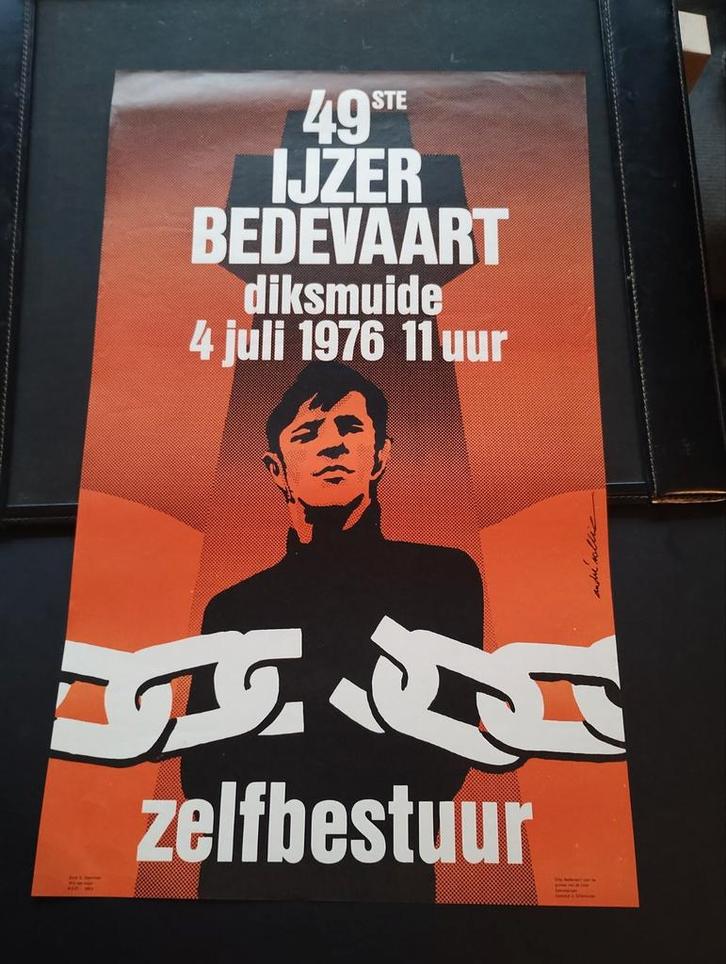 49STE
IJZER
BEDEVAART
diksmuide
4 juli 1976 11 uur
zelfbestuur